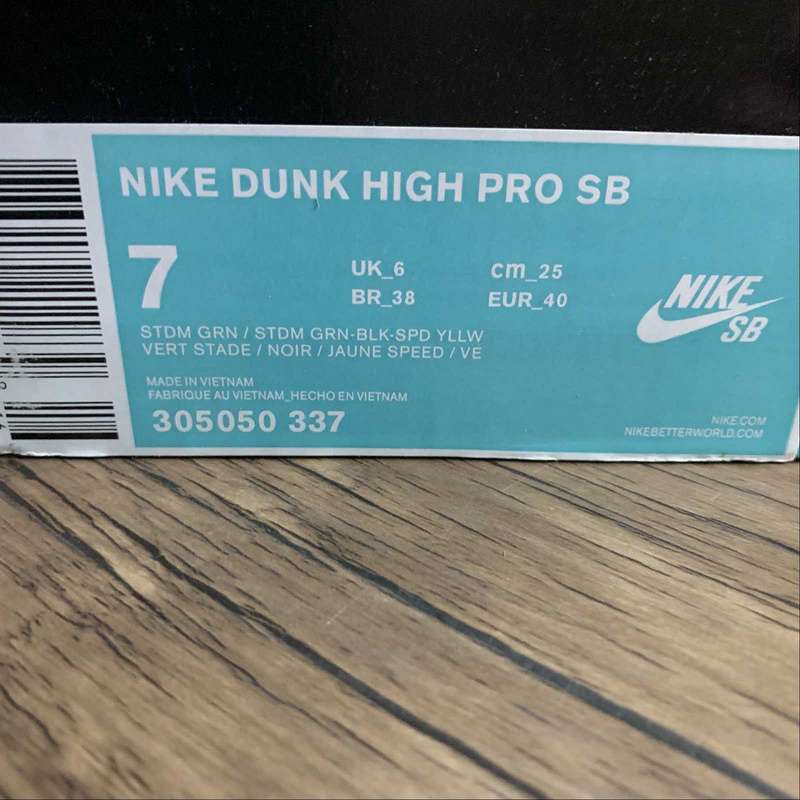 NIKE DUNK HIGH PRO SB
7
UK_6 cm_25
BR_38 EUR_40
STDM GRN / STDM GRN-BLK-SPD YLLW
VERT STADE / NOIR / JAUNE SPEED / VE
MADE IN VIETNAM
FABRIQUE AU VIETNAM_HECHO EN VIETNAM
305050 337
NIKE
SB
NIKE.COM
NIKEBETTERWORLD.COM